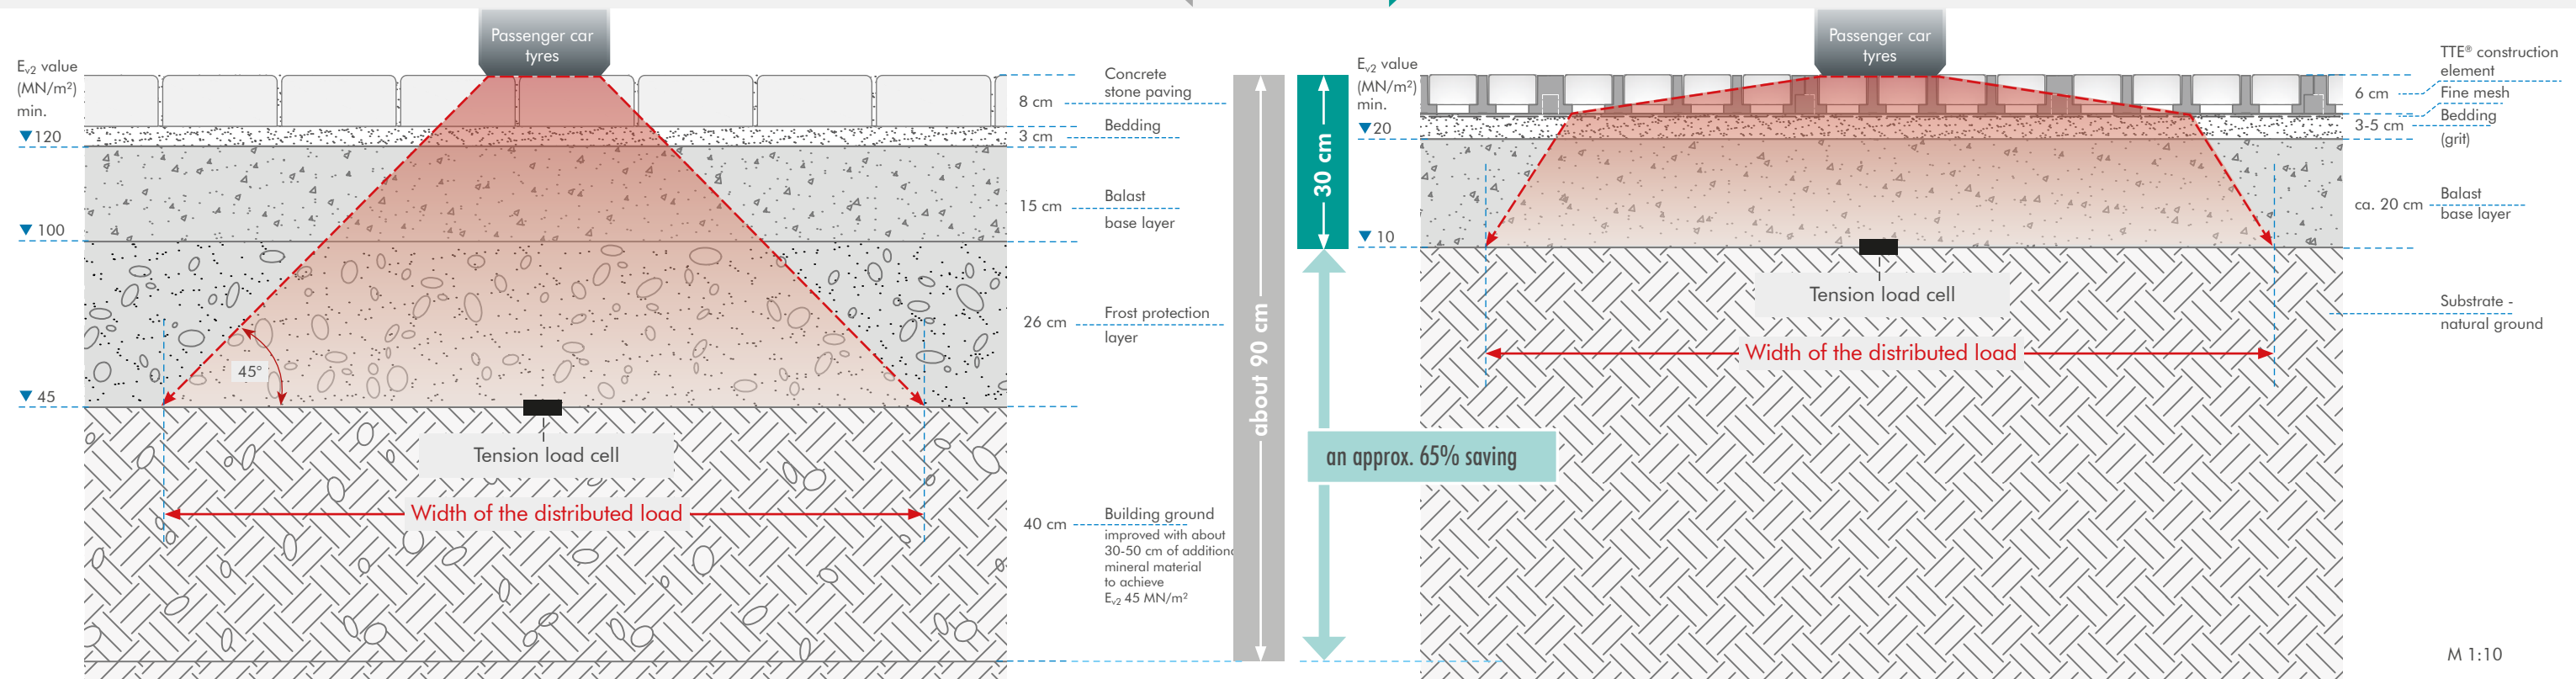 Passenger car
tyres
E_v2 value
(MN/m²)
min.
▼120
▼ 100
▼ 45
45°
Tension load cell
Width of the distributed load
8 cm
Concrete
stone paving
3 cm
Bedding
15 cm
Balast
base layer
26 cm
Frost protection
layer
40 cm
Building ground
improved with about
30-50 cm of additiona
mineral material
to achieve
E_v2 45 MN/m²
about 90 cm
30 cm
an approx. 65% saving
Passenger car
tyres
E_v2 value
(MN/m²)
min.
▼20
▼ 10
Tension load cell
Width of the distributed load
TTE® construction
element
6 cm
Fine mesh
Bedding
3-5 cm
(grit)
ca. 20 cm
Balast
base layer
Substrate -
natural ground
M 1:10